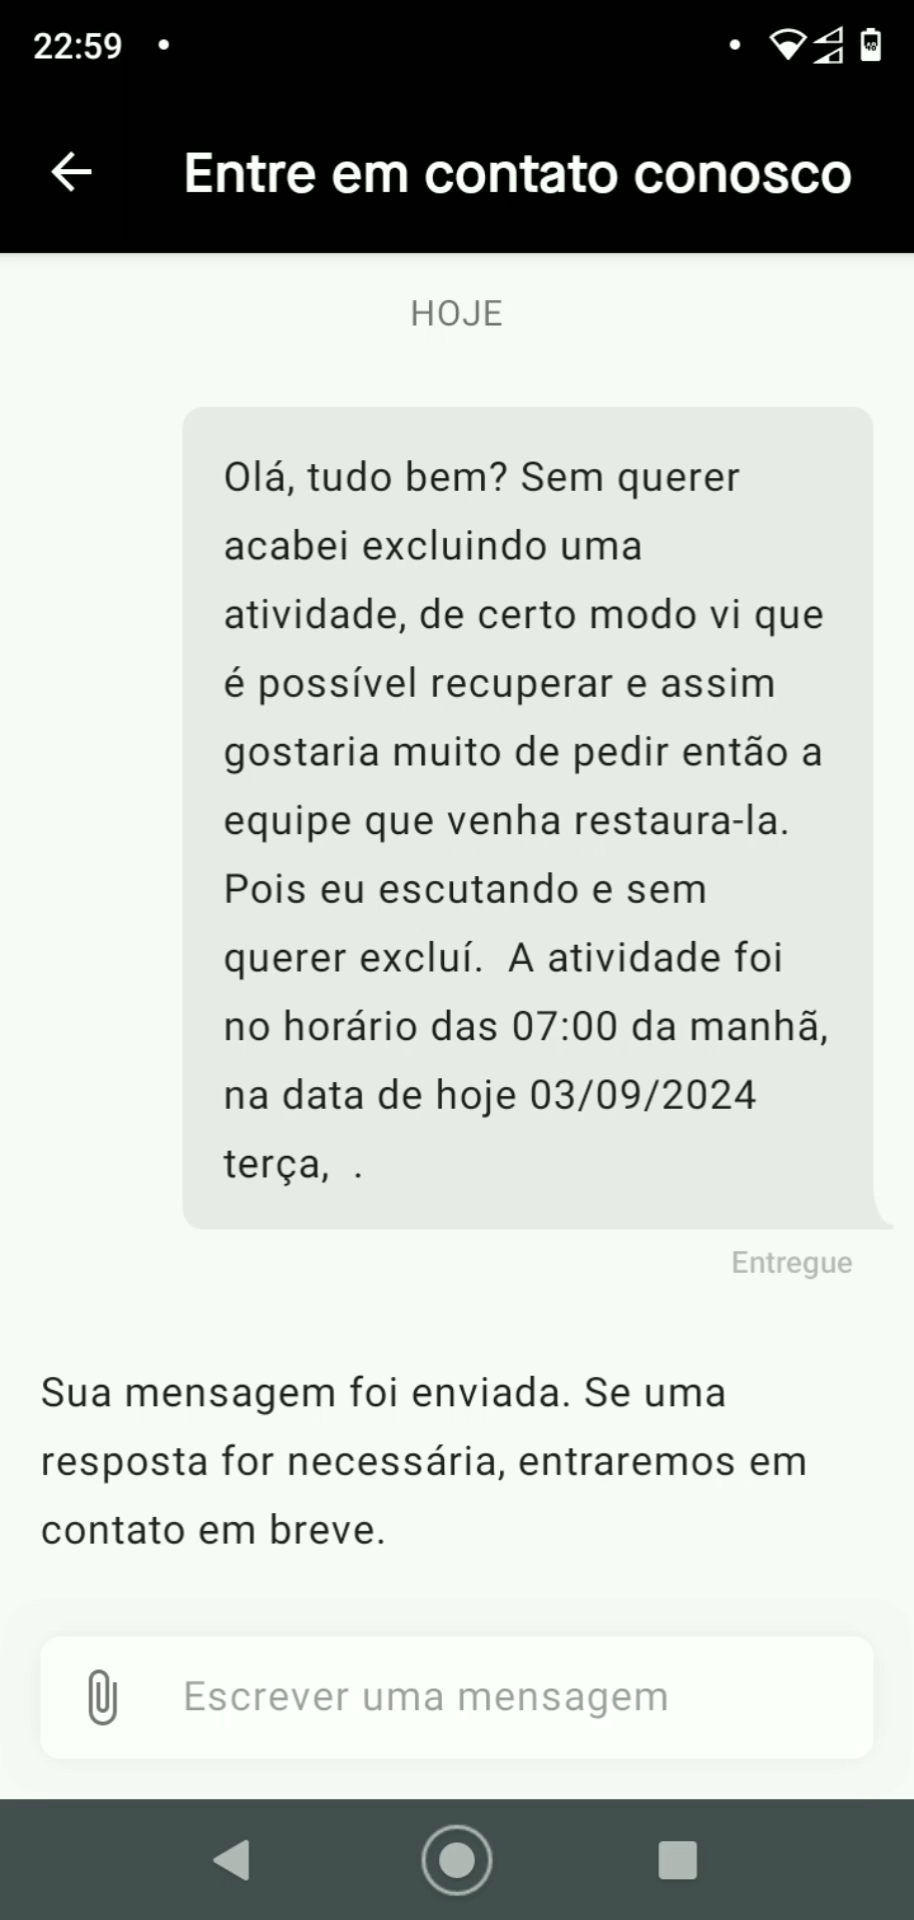 22:59
Entre em contato conosco
HOJE
Olá, tudo bem? Sem querer
acabei excluindo uma
atividade, de certo modo vi que
é possível recuperar e assim
gostaria muito de pedir então a
equipe que venha restaura-la.
Pois eu escutando e sem
querer excluí.  A atividade foi
no horário das 07:00 da manhã,
na data de hoje 03/09/2024
terça,  .
Entregue
Sua mensagem foi enviada. Se uma
resposta for necessária, entraremos em
contato em breve.
Escrever uma mensagem